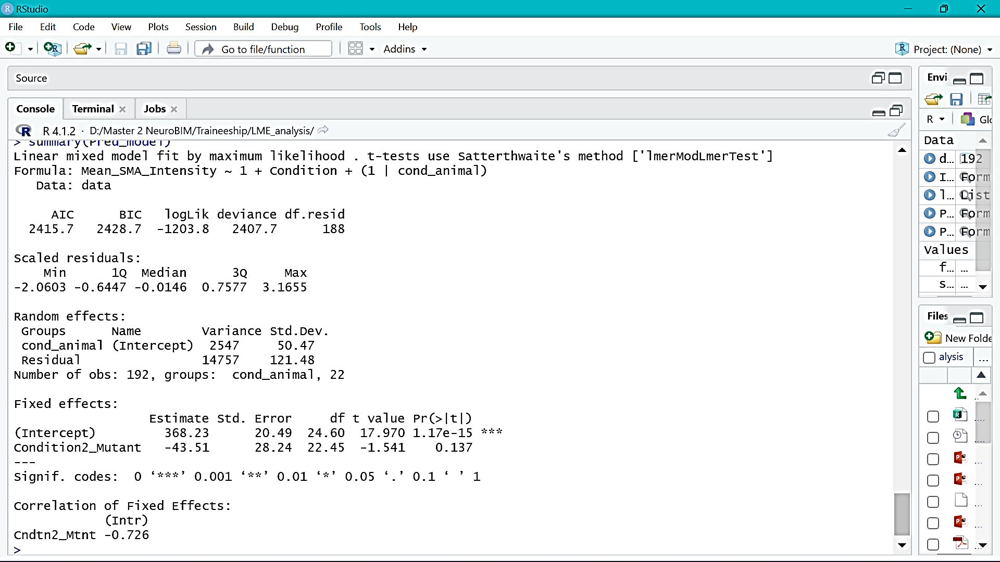 RStudio
File Edit Code View Plots Session Build Debug Profile Tools Help
Go to file/function Addins Project: (None)
Source
Console Terminal Jobs
R 4.1.2 · D:/Master 2 NeuroBIM/Traineeship/LME_analysis/
> summary(Pred_model)
Linear mixed model fit by maximum likelihood . t-tests use Satterthwaite's method ['lmerModLmerTest']
Formula: Mean_SMA_Intensity ~ 1 + Condition + (1 | cond_animal)
Data: data
AIC BIC logLik deviance df.resid
2415.7 2428.7 -1203.8 2407.7 188
Scaled residuals:
Min 1Q Median 3Q Max
-2.0603 -0.6447 -0.0146 0.7577 3.1655
Random effects:
Groups Name Variance Std.Dev.
cond_animal (Intercept) 2547 50.47
Residual 14757 121.48
Number of obs: 192, groups: cond_animal, 22
Fixed effects:
Estimate Std. Error df t value Pr(>|t|)
(Intercept) 368.23 20.49 24.60 17.970 1.17e-15 ***
Condition2_Mutant -43.51 28.24 22.45 -1.541 0.137
---
Signif. codes: 0 ‘***’ 0.001 ‘**’ 0.01 ‘*’ 0.05 ‘.’ 0.1 ‘ ’ 1
Correlation of Fixed Effects:
(Intr)
Cndtn2_Mtnt -0.726
>
Envi
R Glo
Data
d... 192
I... Form
l... List
P... Form
P... Form
Values
f... ...
s... ...
Files
New Folde
alysis ...